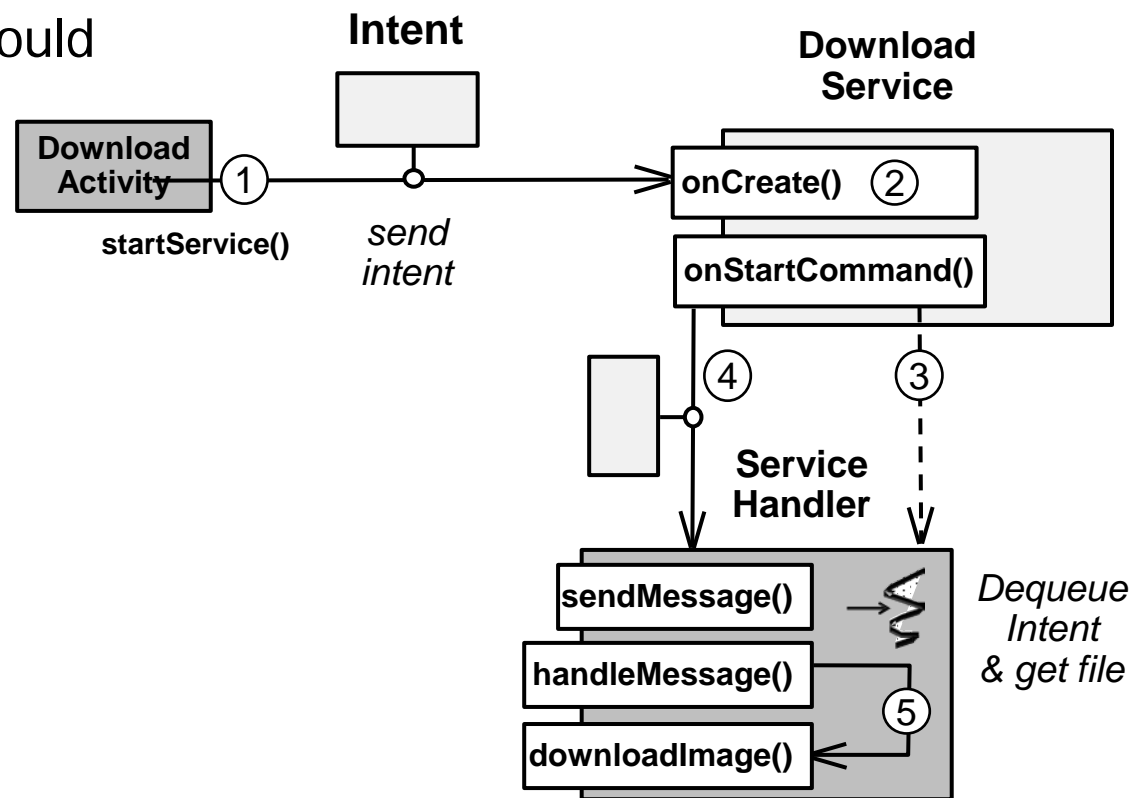 ould
Intent
Download
Service
Download
Activity
1
onCreate()
2
startService()
send
intent
onStartCommand()
4
3
Service
Handler
sendMessage()
Dequeue
Intent
& get file
handleMessage()
5
downloadImage()